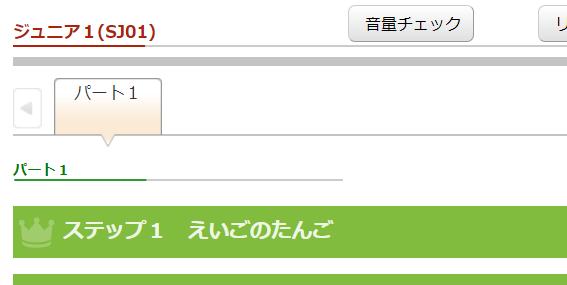 ジュニア１(SJ01)
音量チェック
リ
パート１
パート１
ステップ１　えいごのたんご